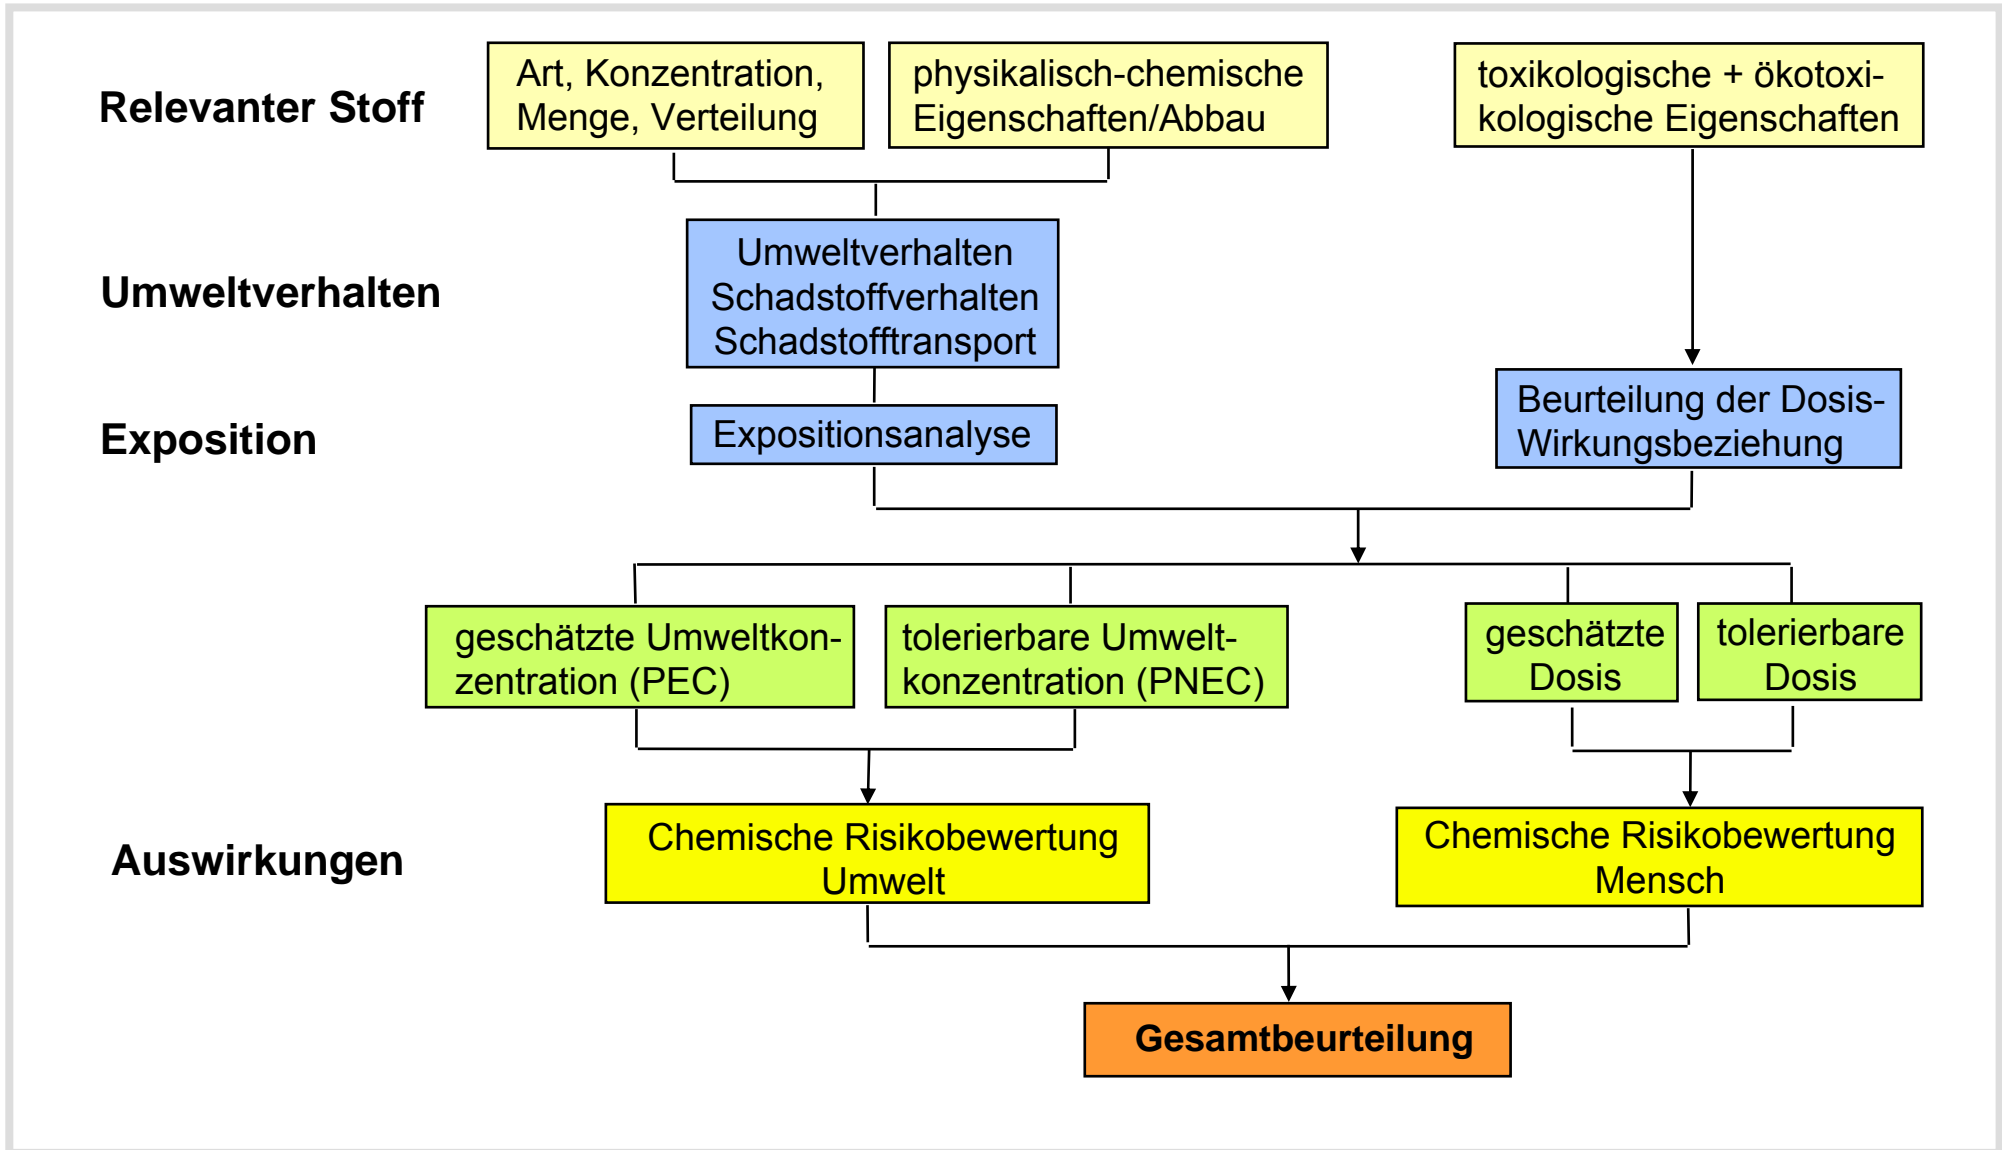 Relevanter Stoff
Art, Konzentration,
Menge, Verteilung
physikalisch-chemische
Eigenschaften/Abbau
toxikologische + ökotoxi-
kologische Eigenschaften
Umweltverhalten
Umweltverhalten
Schadstoffverhalten
Schadstofftransport
Exposition
Expositionsanalyse
Beurteilung der Dosis-
Wirkungsbeziehung
geschätzte Umweltkon-
zentration (PEC)
tolerierbare Umwelt-
konzentration (PNEC)
geschätzte
Dosis
tolerierbare
Dosis
Auswirkungen
Chemische Risikobewertung
Umwelt
Chemische Risikobewertung
Mensch
Gesamtbeurteilung